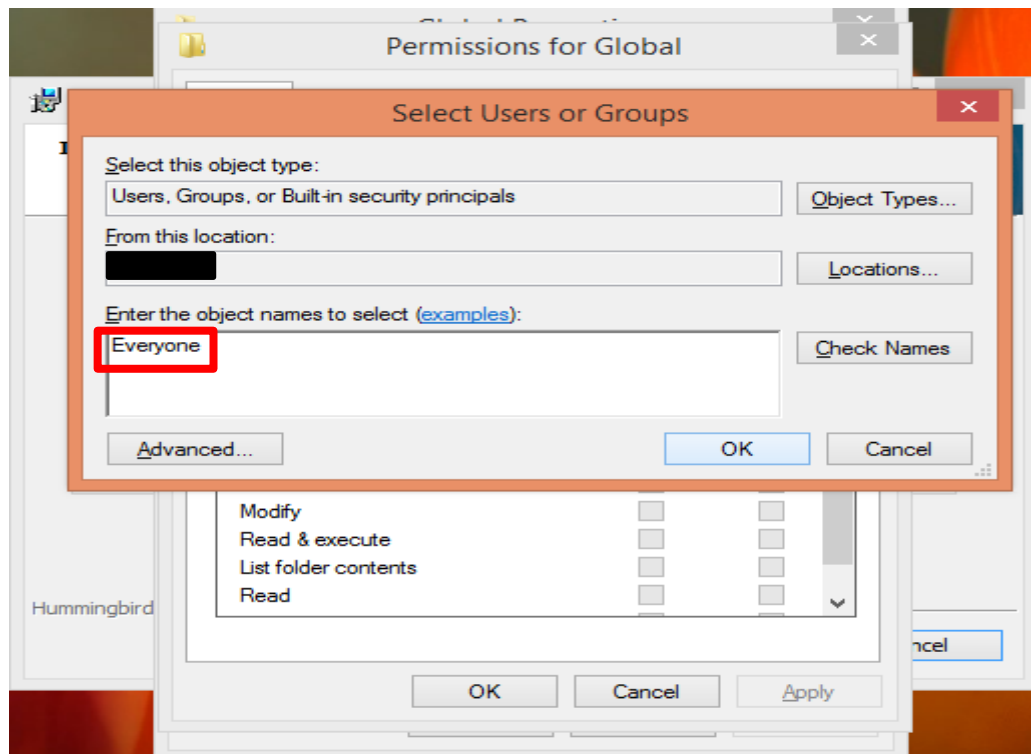 Permissions for Global
Select Users or Groups
Select this object type:
Users, Groups, or Built-in security principals
Object Types...
From this location:
Locations...
Enter the object names to select (examples):
Everyone
Check Names
Advanced...
OK
Cancel
Modify
Read & execute
List folder contents
Read
Hummingbird
ncel
OK
Cancel
Apply